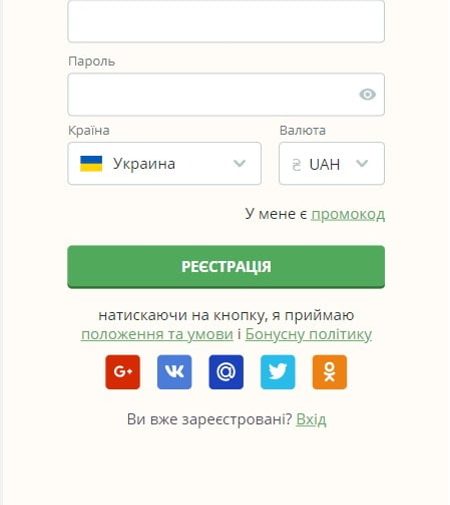 Пароль
Країна Валюта
Украина ₴ UAH
У мене є промокод
РЕЄСТРАЦІЯ
натискаючи на кнопку, я приймаю
положення та умови і Бонусну політику
G+ @
Ви вже зареєстровані? Вхід